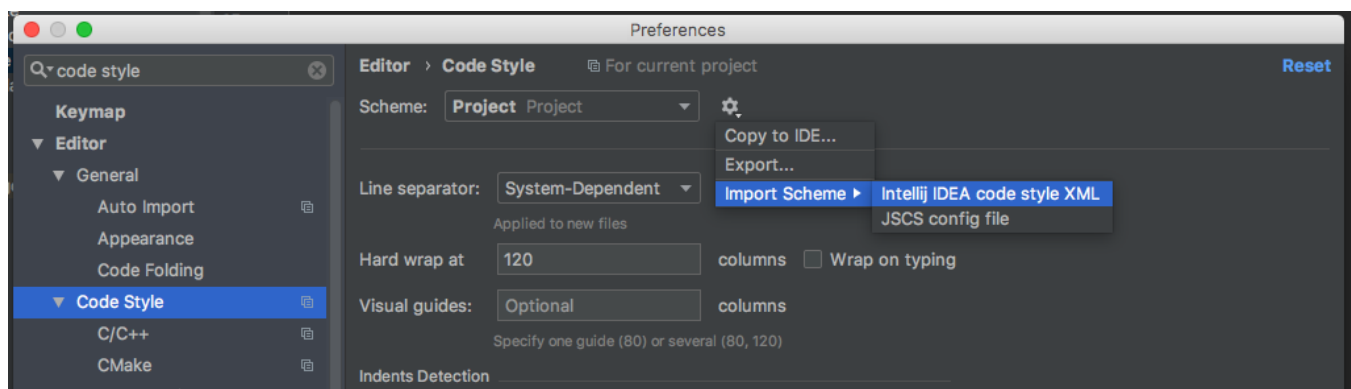 Preferences
code style
Keymap
Editor
General
Auto Import
Appearance
Code Folding
Code Style
C/C++
CMake
Editor › Code Style For current project Reset
Scheme: Project Project
Copy to IDE...
Export...
Import Scheme
Intellij IDEA code style XML
JSCS config file
Line separator: System-Dependent
Applied to new files
Hard wrap at 120 columns Wrap on typing
Visual guides: Optional columns
Specify one guide (80) or several (80, 120)
Indents Detection